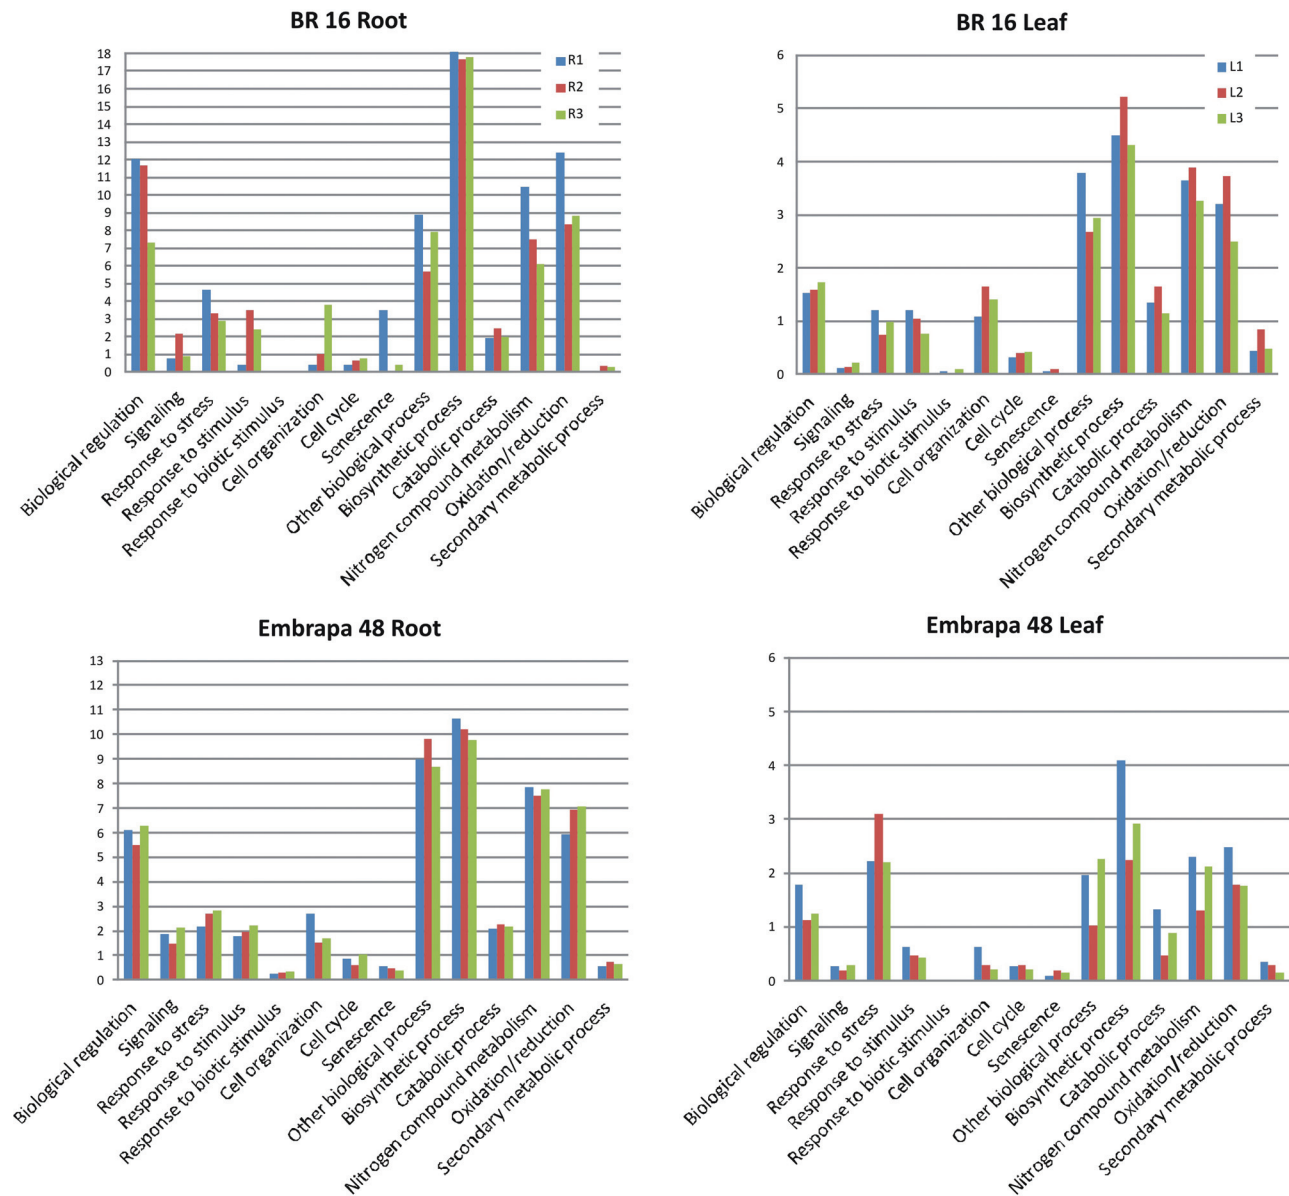 BR 16 Root
18
17
16
15
14
13
12
11
10
9
8
7
6
5
4
3
2
1
0
R1
R2
R3
Biological regulation
Signaling
Response to stress
Response to stimulus
Response to biotic stimulus
Cell organization
Cell cycle
Senescence
Other biological process
Biosynthetic process
Catabolic process
Nitrogen compound metabolism
Oxidation/reduction
Secondary metabolic process
BR 16 Leaf
6
5
4
3
2
1
0
L1
L2
L3
Biological regulation
Signaling
Response to stress
Response to stimulus
Response to biotic stimulus
Cell organization
Cell cycle
Senescence
Other biological process
Biosynthetic process
Catabolic process
Nitrogen compound metabolism
Oxidation/reduction
Secondary metabolic process
Embrapa 48 Root
13
12
11
10
9
8
7
6
5
4
3
2
1
0
Biological regulation
Signaling
Response to stress
Response to stimulus
Response to biotic stimulus
Cell organization
Cell cycle
Senescence
Other biological process
Biosynthetic process
Catabolic process
Nitrogen compound metabolism
Oxidation/reduction
Secondary metabolic process
Embrapa 48 Leaf
6
5
4
3
2
1
0
Biological regulation
Signaling
Response to stress
Response to stimulus
Response to biotic stimulus
Cell organization
Cell cycle
Senescence
Other biological process
Biosynthetic process
Catabolic process
Nitrogen compound metabolism
Oxidation/reduction
Secondary metabolic process